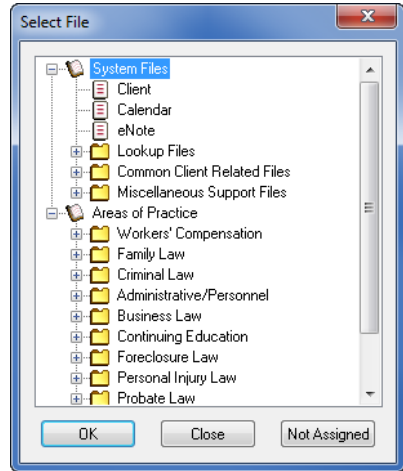 Select File
System Files
Client
Calendar
eNote
Lookup Files
Common Client Related Files
Miscellaneous Support Files
Areas of Practice
Workers' Compensation
Family Law
Criminal Law
Administrative/Personnel
Business Law
Continuing Education
Foreclosure Law
Personal Injury Law
Probate Law
OK Close Not Assigned